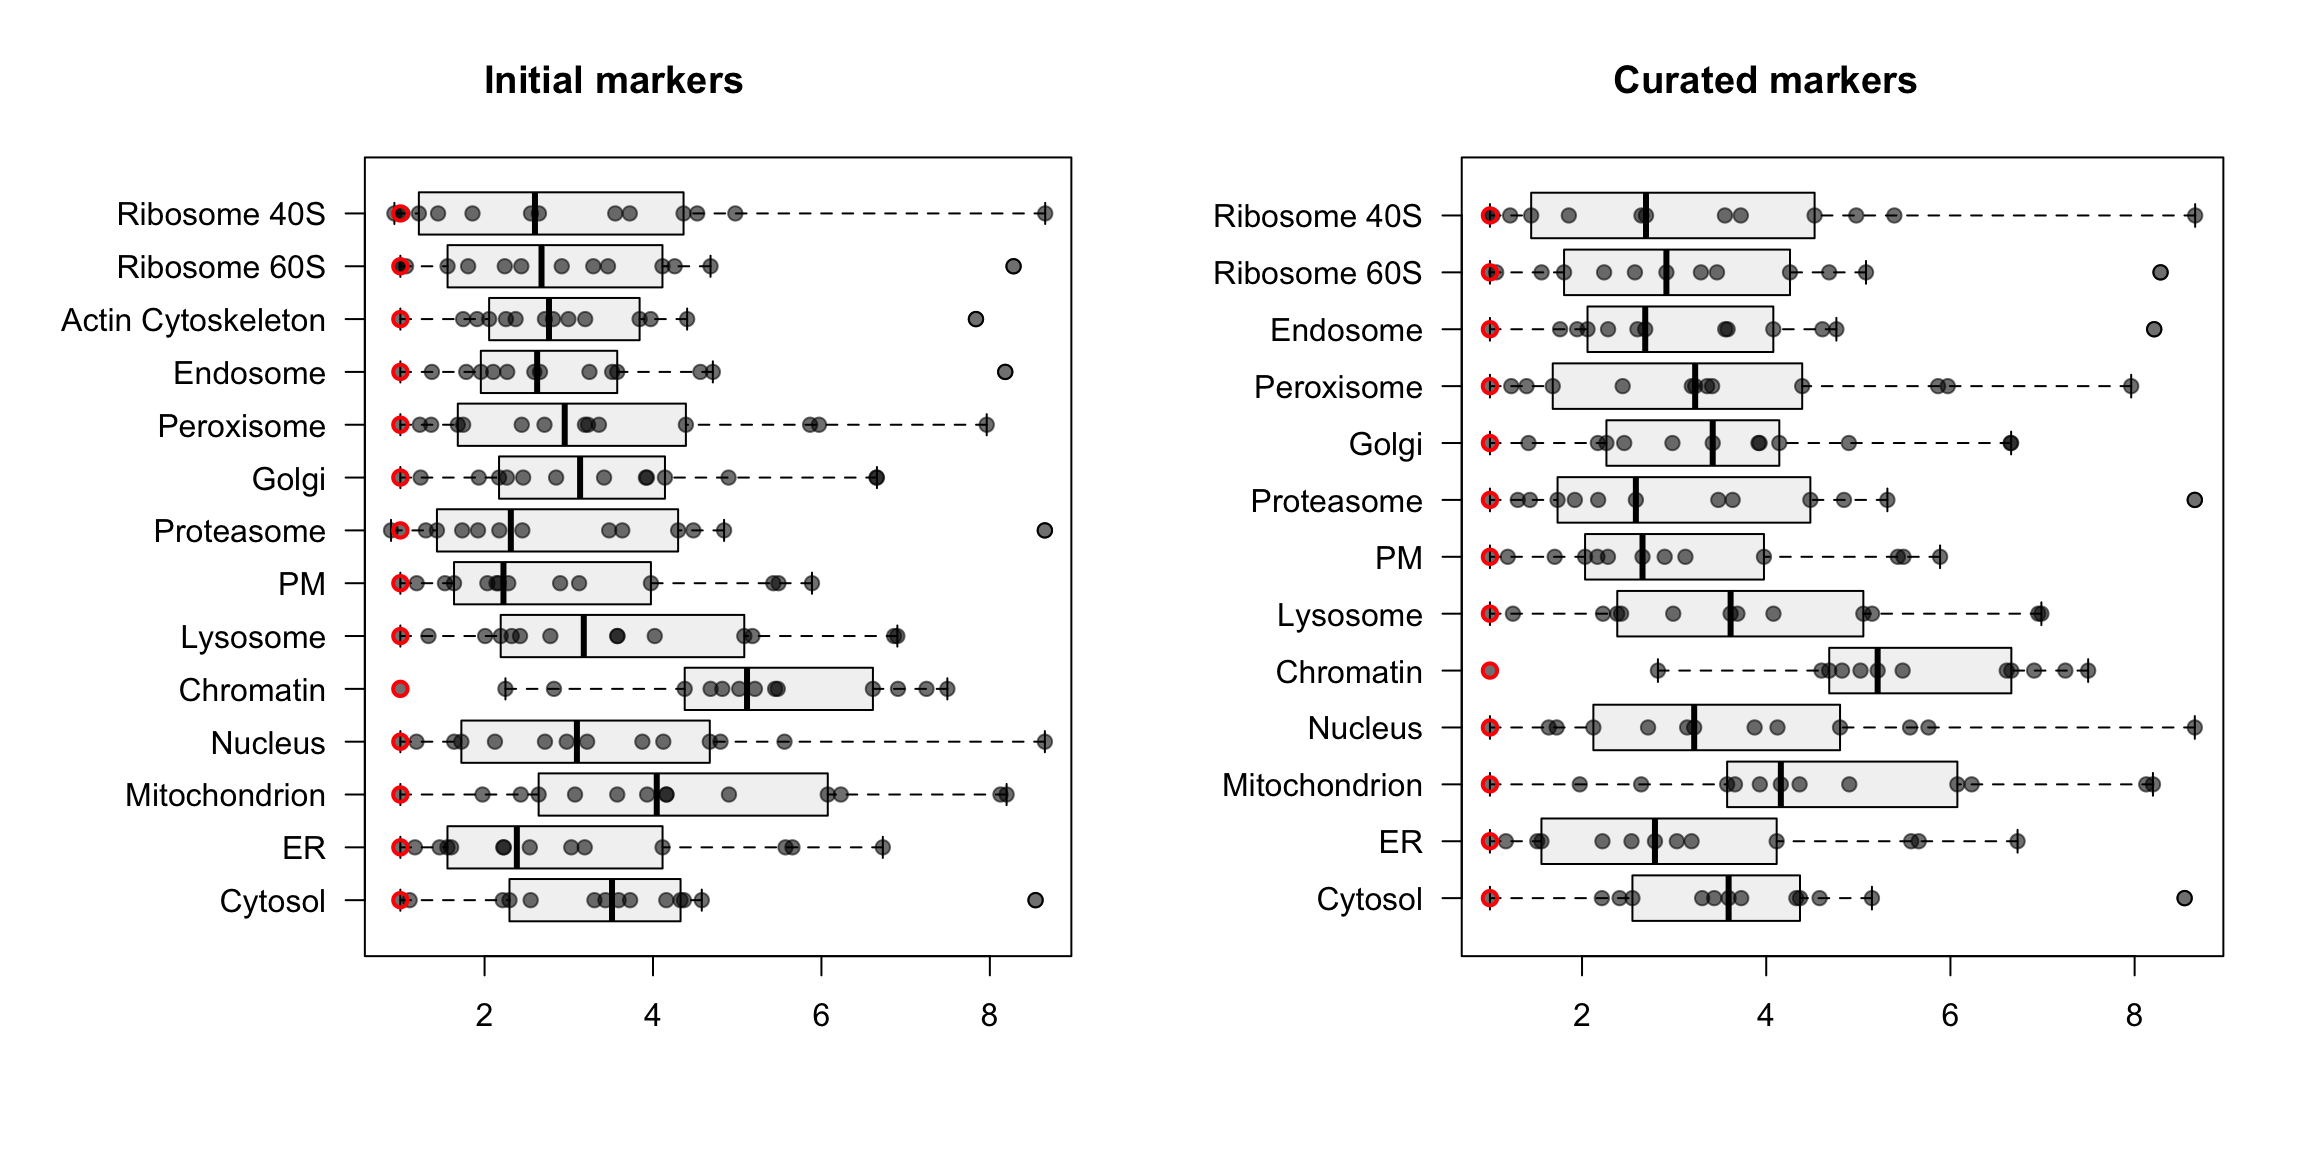 Initial markers
Ribosome 40S
Ribosome 60S
Actin Cytoskeleton
Endosome
Peroxisome
Golgi
Proteasome
PM
Lysosome
Chromatin
Nucleus
Mitochondrion
ER
Cytosol
2 4 6 8
Curated markers
Ribosome 40S
Ribosome 60S
Endosome
Peroxisome
Golgi
Proteasome
PM
Lysosome
Chromatin
Nucleus
Mitochondrion
ER
Cytosol
2 4 6 8